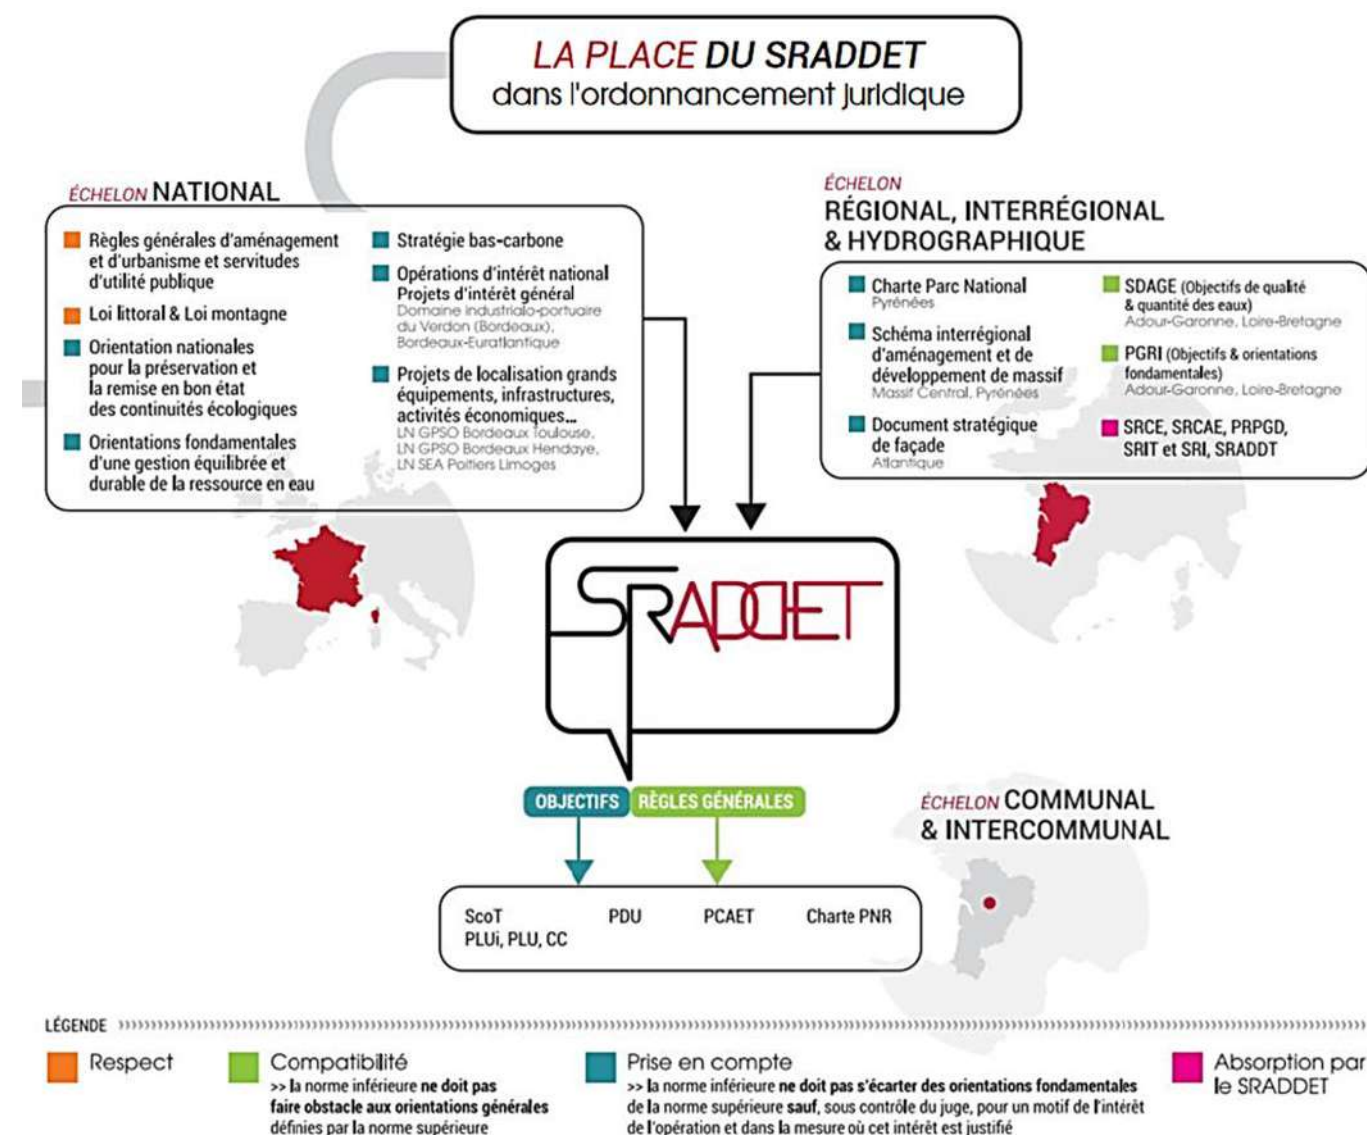 LA PLACE DU SRADDET
dans l'ordonnancement juridique
ÉCHELON NATIONAL
Règles générales d'aménagement
et d'urbanisme et servitudes
d'utilité publique
Loi littoral & Loi montagne
Orientation nationales
pour la préservation et
la remise en bon état
des continuités écologiques
Orientations fondamentales
d'une gestion équilibrée et
durable de la ressource en eau
Stratégie bas-carbone
Opérations d'intérêt national
Projets d'intérêt général
Domaine industrialo-portuaire
du Verdon (Bordeaux),
Bordeaux-Euratlantique
Projets de localisation grands
équipements, infrastructures,
activités économiques...
LN GPSO Bordeaux Toulouse,
LN GPSO Bordeaux Hendaye,
LN SEA Poitiers Limoges
ÉCHELON
RÉGIONAL, INTERRÉGIONAL
& HYDROGRAPHIQUE
Charte Parc National
Pyrénées
Schéma interrégional
d'aménagement et de
développement de massif
Massif Central, Pyrénées
Document stratégique
de façade
Atlantique
SDAGE (Objectifs de qualité
& quantité des eaux)
Adour-Garonne, Loire-Bretagne
PGRI (Objectifs & orientations
fondamentales)
Adour-Garonne, Loire-Bretagne
SRCE, SRCAE, PRPGD,
SRIT et SRI, SRADDT
SRADDET
OBJECTIFS RÈGLES GÉNÉRALES
ÉCHELON COMMUNAL
& INTERCOMMUNAL
ScoT PDU PCAET Charte PNR
PLUi, PLU, CC
LÉGENDE
Respect
Compatibilité
>> la norme inférieure ne doit pas
faire obstacle aux orientations générales
définies par la norme supérieure
Prise en compte
>> la norme inférieure ne doit pas s'écarter des orientations fondamentales
de la norme supérieure sauf, sous contrôle du juge, pour un motif de l'intérêt
de l'opération et dans la mesure où cet intérêt est justifié
Absorption par
le SRADDET